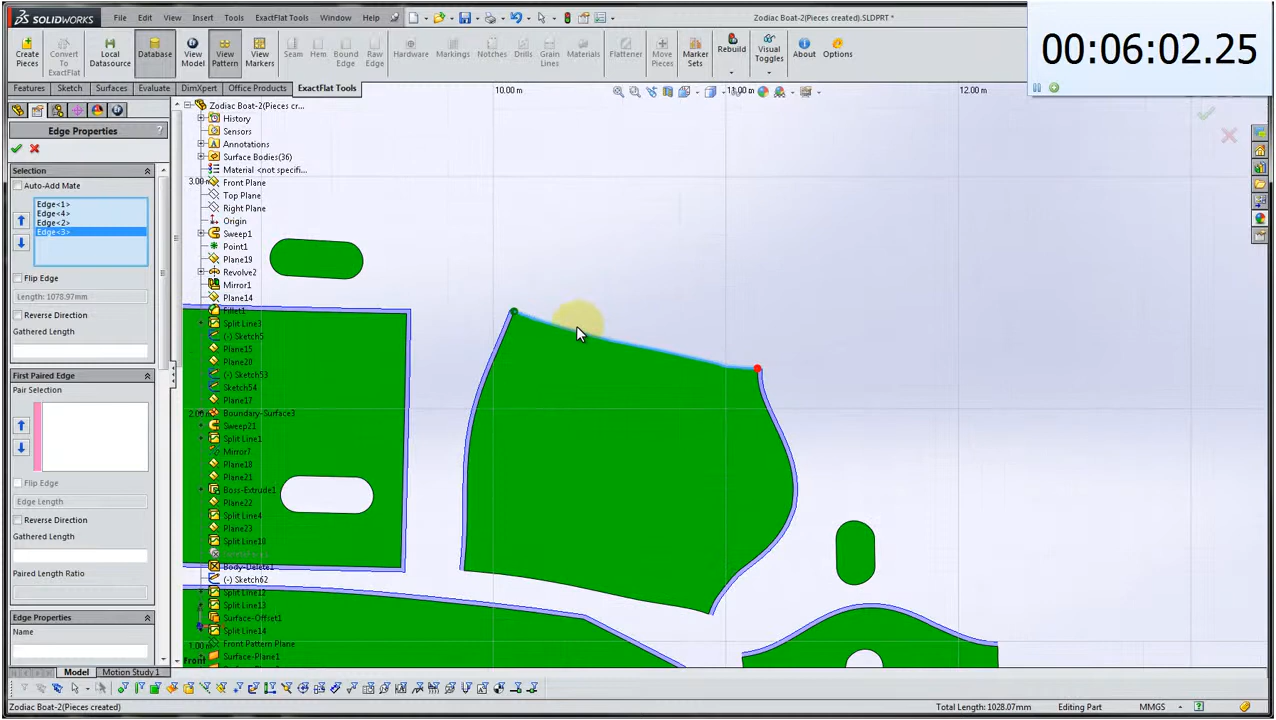 SOLIDWORKS File Edit View Insert Tools ExactFlat Tools Window Help
Zodiac Boat-2(Pieces created).SLDPRT *
00:06:02.25
Create Pieces Convert To ExactFlat Local Datasource Database View Model View Pattern View Markers Seam Hem Bound Edge Raw Edge Hardware Markings Notches Drills Grain Lines Materials Flattener Move Pieces Marker Sets Rebuild Visual Toggles About Options
Features Sketch Surfaces Evaluate DimXpert Office Products ExactFlat Tools
10.00 m 11.00 m 12.00 m
Edge Properties ?
Selection
Auto-Add Mate
Edge<1>
Edge<4>
Edge<2>
Edge<3>
Flip Edge
Length: 1078.97mm
Reverse Direction
Gathered Length
First Paired Edge
Pair Selection
Flip Edge
Edge Length
Reverse Direction
Gathered Length
Paired Length Ratio
Edge Properties
Name
Zodiac Boat-2(Pieces cr...
History
Sensors
Annotations
Surface Bodies(36)
Material <not specifi...
3.00 m
Front Plane
Top Plane
Right Plane
Origin
Sweep1
Point1
Plane19
Revolve2
Mirror1
Plane14
Fillet1
Split Line3
(-) Sketch5
Plane15
Plane20
(-) Sketch53
Sketch54
Plane17
Boundary-Surface3
Sweep21
Split Line1
Mirror7
Plane18
Plane21
Boss-Extrude1
Plane22
Split Line4
Plane23
Split Line10
Body-Delete1
(-) Sketch62
Split Line12
Split Line13
Surface-Offset1
Split Line14
Front Pattern Plane
Surface-Plane1
Front
Model Motion Study 1
Zodiac Boat-2(Pieces created) Total Length: 1028.07mm Editing Part MMGS